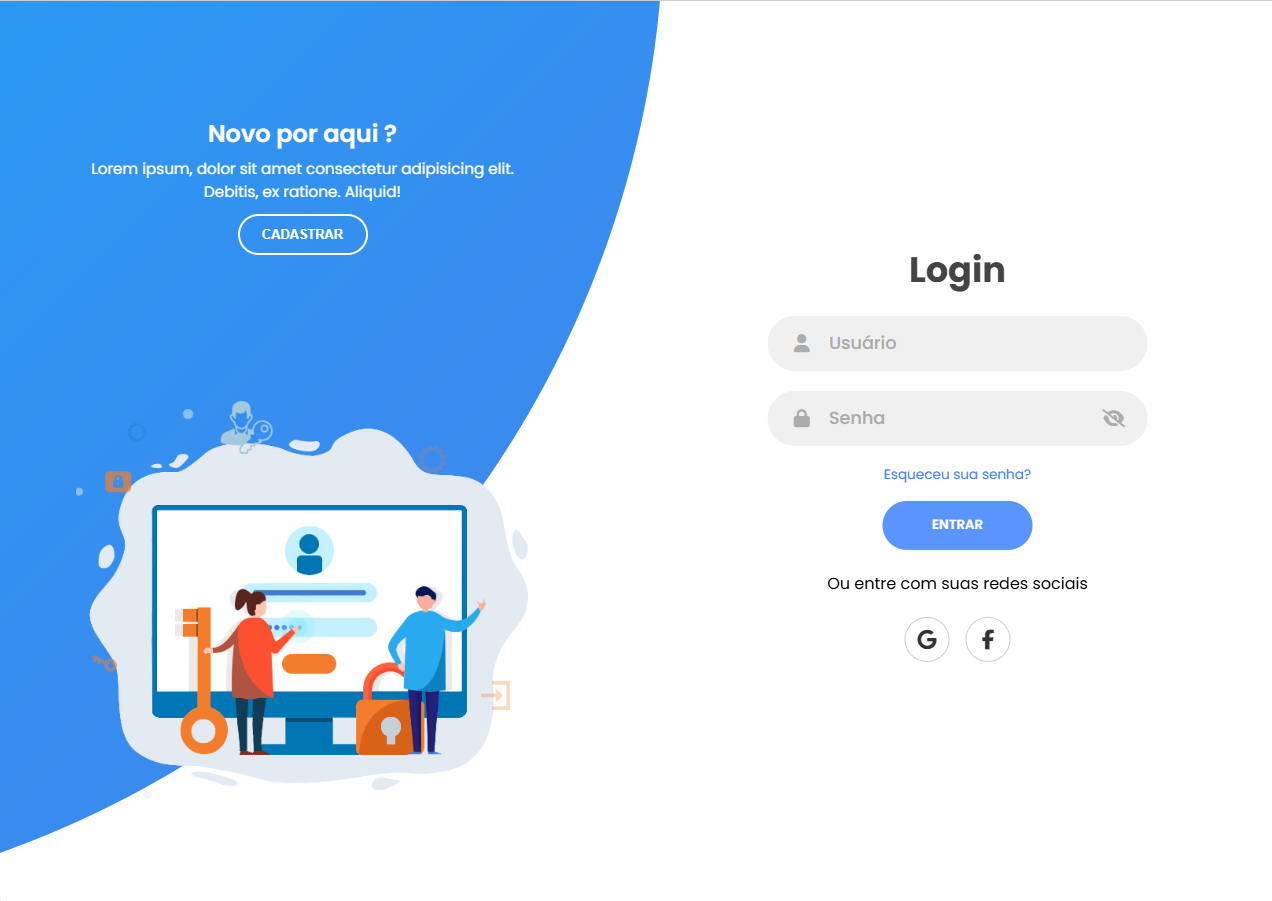 Novo por aqui ?
Lorem ipsum, dolor sit amet consectetur adipisicing elit.
Debitis, ex ratione. Aliquid!
CADASTRAR
Login
Usuário
Senha
Esqueceu sua senha?
ENTRAR
Ou entre com suas redes sociais